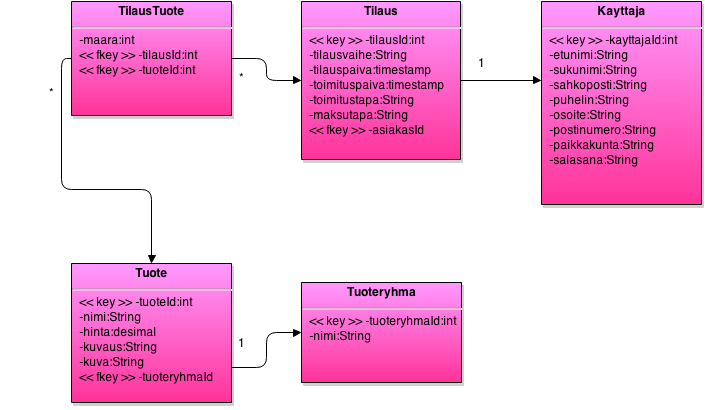 TilausTuote
-maara:int
<< fkey >> -tilausId:int
<< fkey >> -tuoteId:int
*
*
Tilaus
<< key >> -tilausId:int
-tilausvaihe:String
-tilauspaiva:timestamp
-toimituspaiva:timestamp
-toimitustapa:String
-maksutapa:String
<< fkey >> -asiakasId
1
Kayttaja
<< key >> -kayttajaId:int
-etunimi:String
-sukunimi:String
-sahkoposti:String
-puhelin:String
-osoite:String
-postinumero:String
-paikkakunta:String
-salasana:String
Tuote
<< key >> -tuoteId:int
-nimi:String
-hinta:desimal
-kuvaus:String
-kuva:String
<< fkey >> -tuoteryhmaId
1
Tuoteryhma
<< key >> -tuoteryhmaId:int
-nimi:String